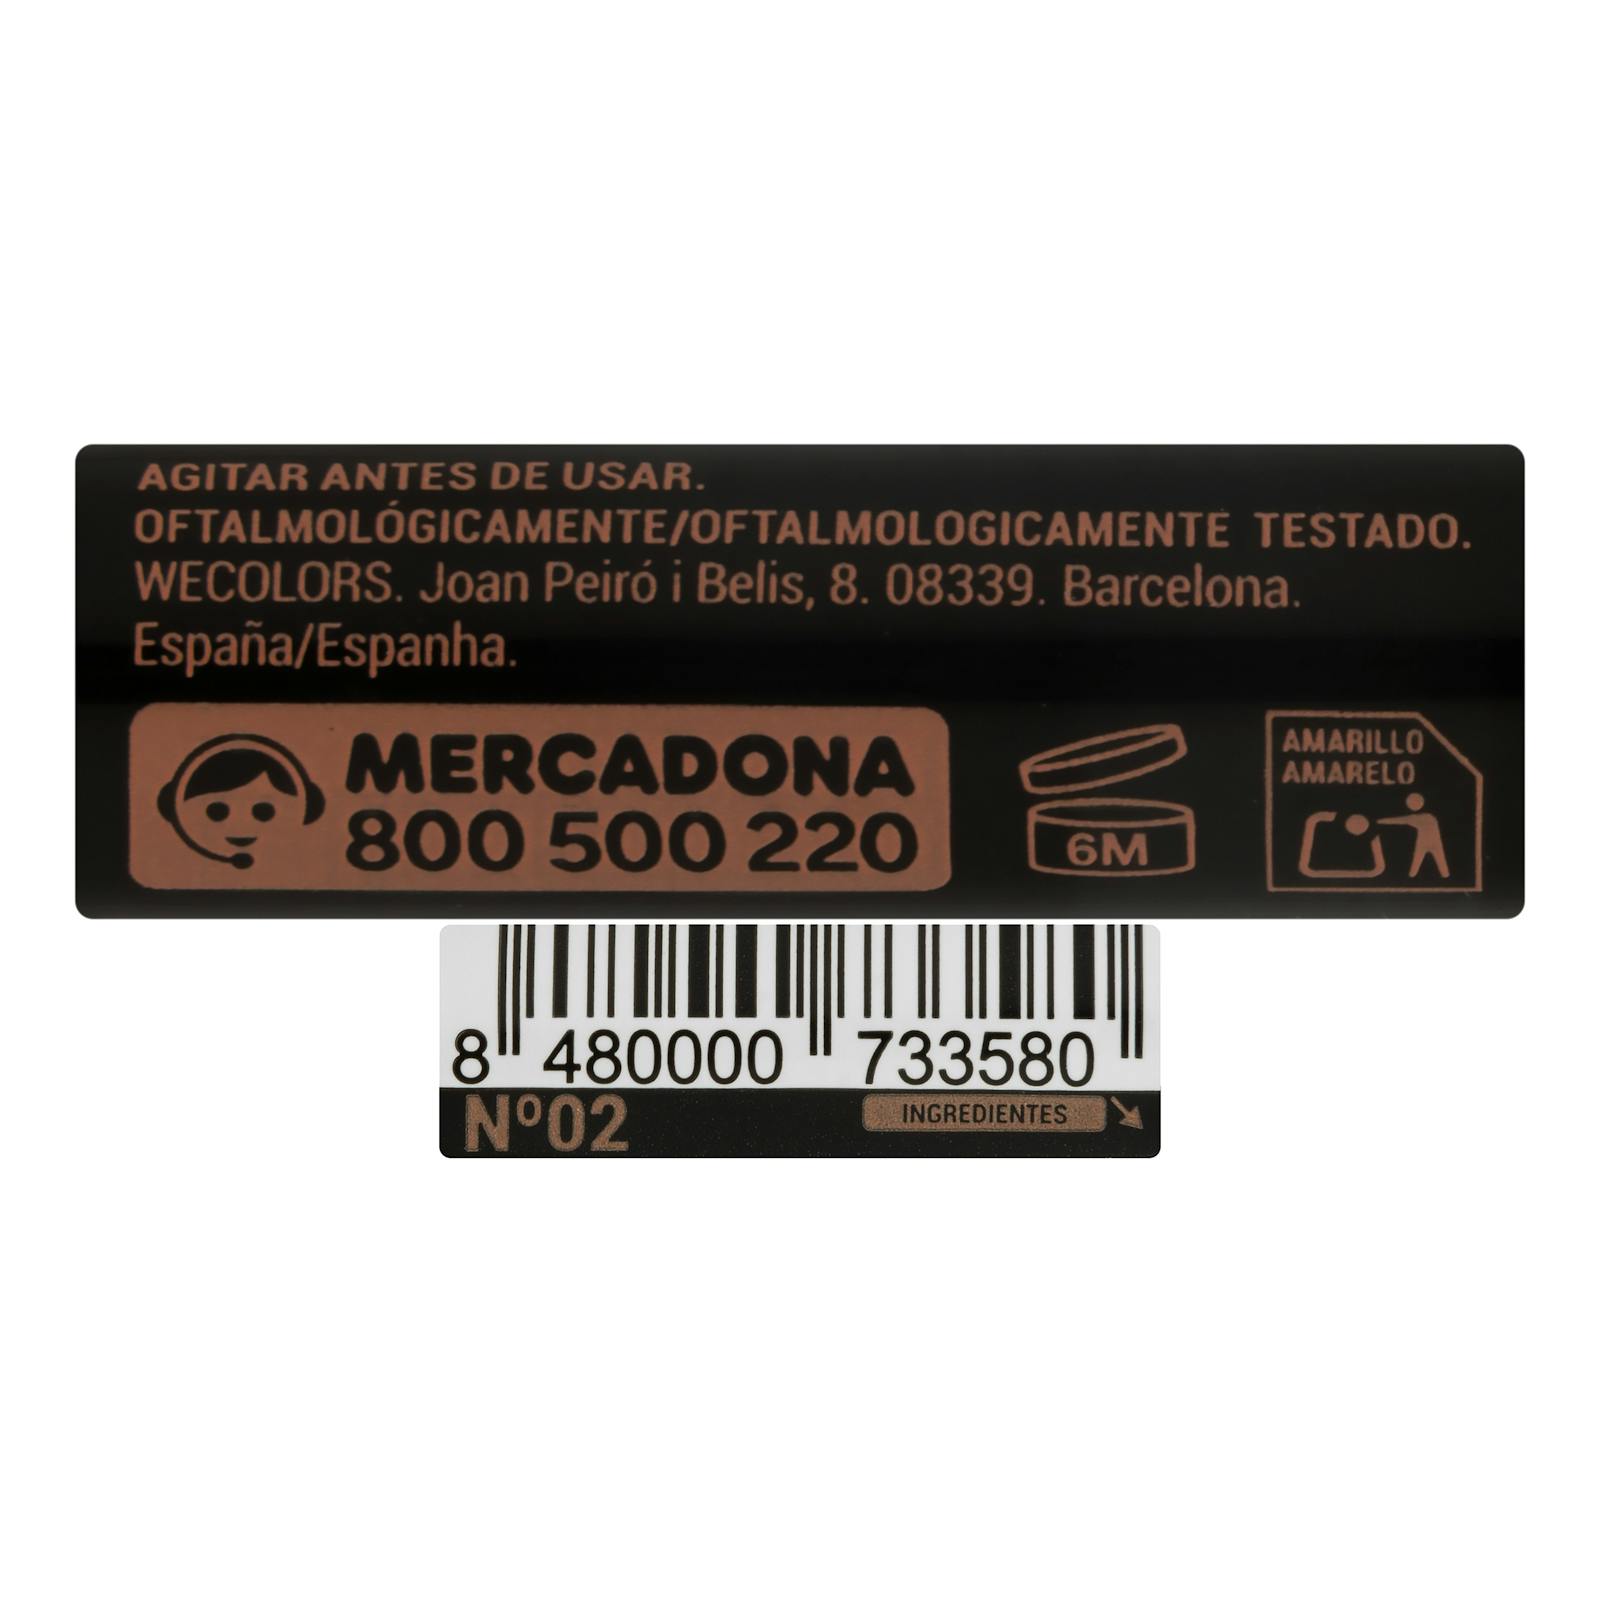 AGITAR ANTES DE USAR.
OFTALMOLÓGICAMENTE/OFTALMOLOGICAMENTE TESTADO.
WECOLORS. Joan Peiró i Belis, 8. 08339. Barcelona.
España/Espanha.
MERCADONA
800 500 220
6M
AMARILLO
AMARELO
8 480000 733580
Nº02
INGREDIENTES